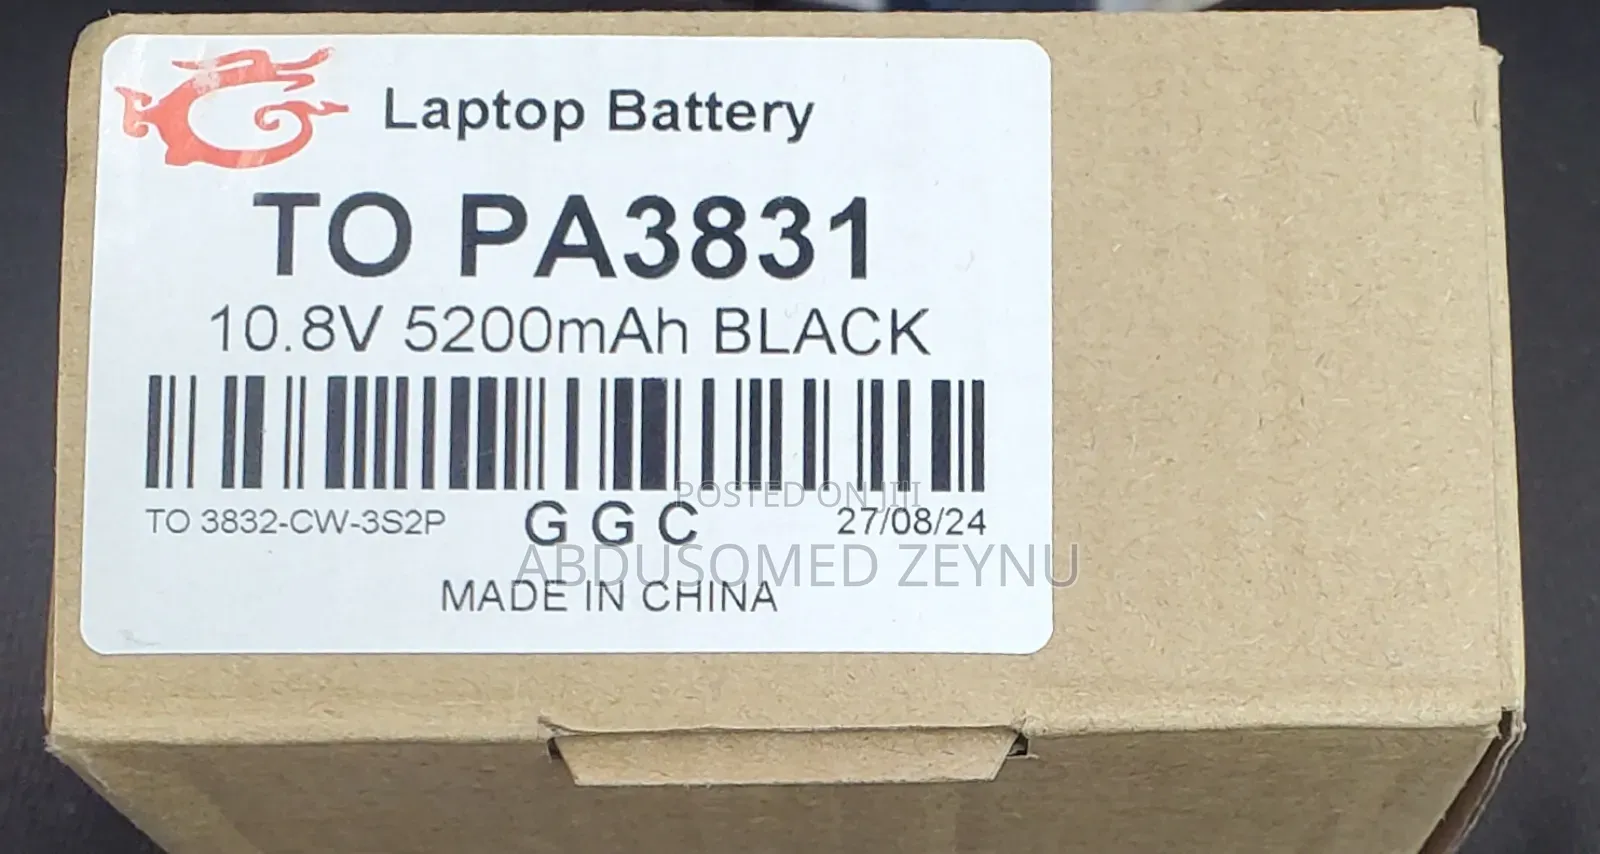 Laptop Battery
TO PA3831
10.8V 5200mAh BLACK
POSTED ON JIJI
TO 3832-CW-3S2P GGC 27/08/24
ABDUSOMED ZEYNU
MADE IN CHINA